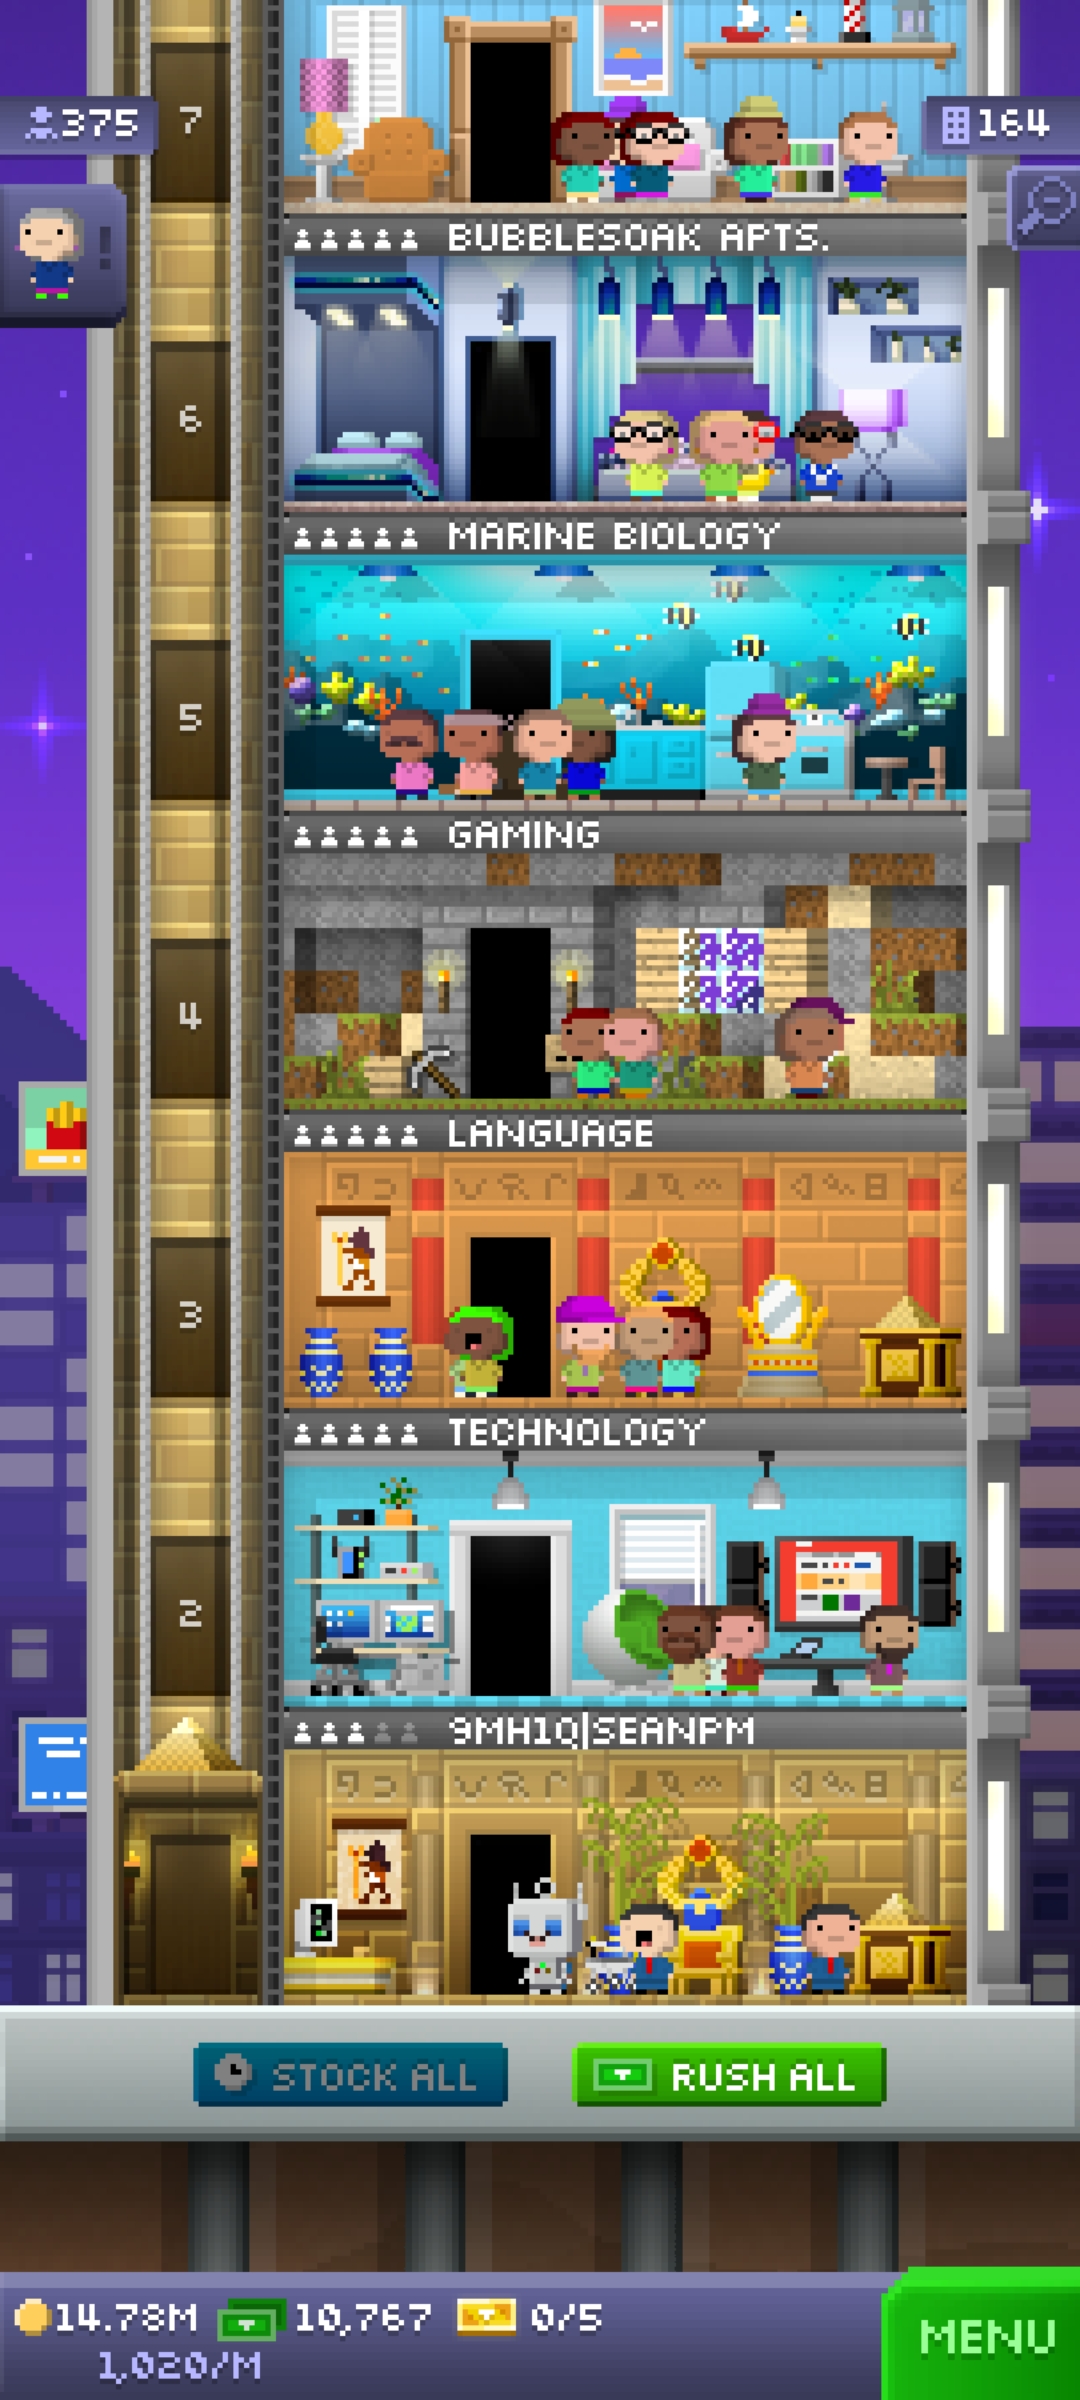 375
7
164
!
BUBBLESOAK APTS.
6
MARINE BIOLOGY
5
GAMING
4
LANGUAGE
3
TECHNOLOGY
2
9MH1Q|SEANPM
STOCK ALL
RUSH ALL
14.78M
10,767
0/5
1,020/M
MENU